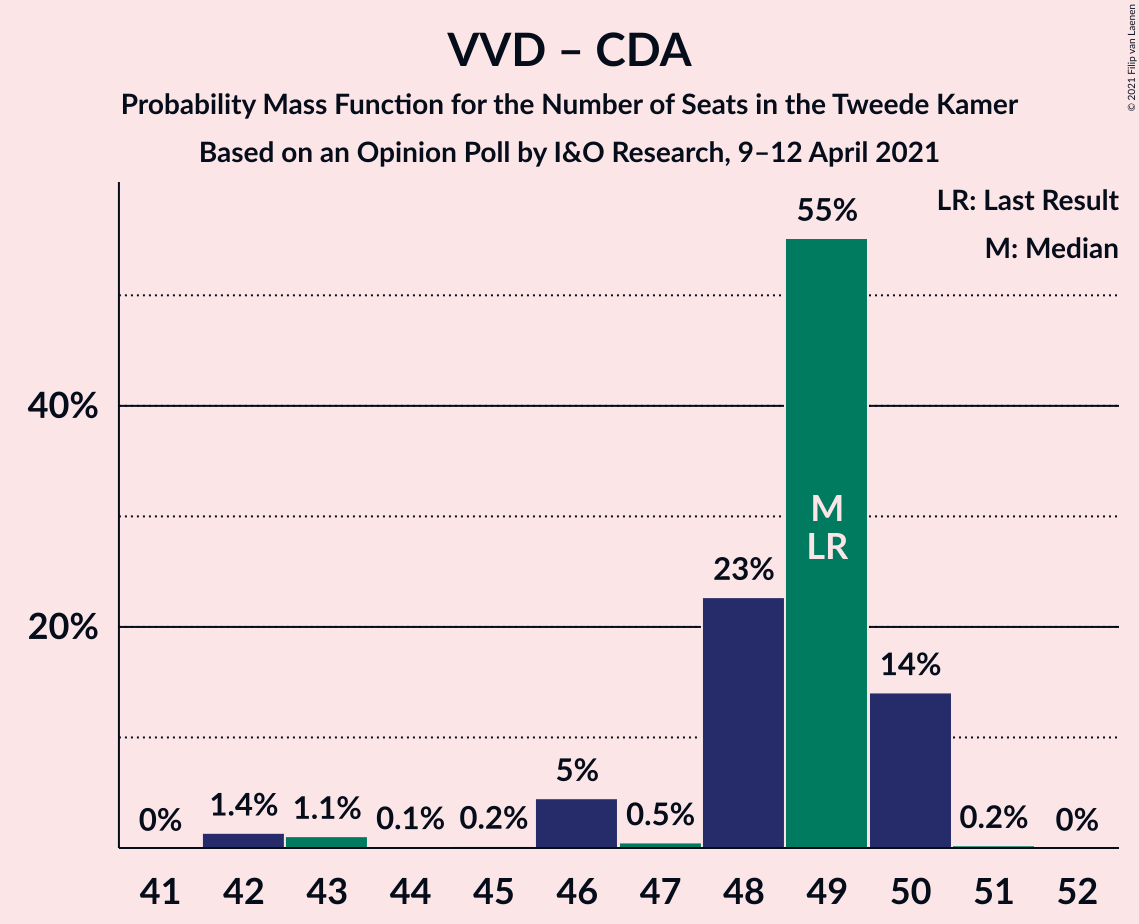 VVD – CDA
Probability Mass Function for the Number of Seats in the Tweede Kamer
Based on an Opinion Poll by I&O Research, 9–12 April 2021
© 2021 Filip van Laenen
LR: Last Result
M: Median
55%
40%
M
LR
23%
20%
14%
5%
0% 1.4% 1.1% 0.1% 0.2% 0.5% 0.2% 0%
41 42 43 44 45 46 47 48 49 50 51 52